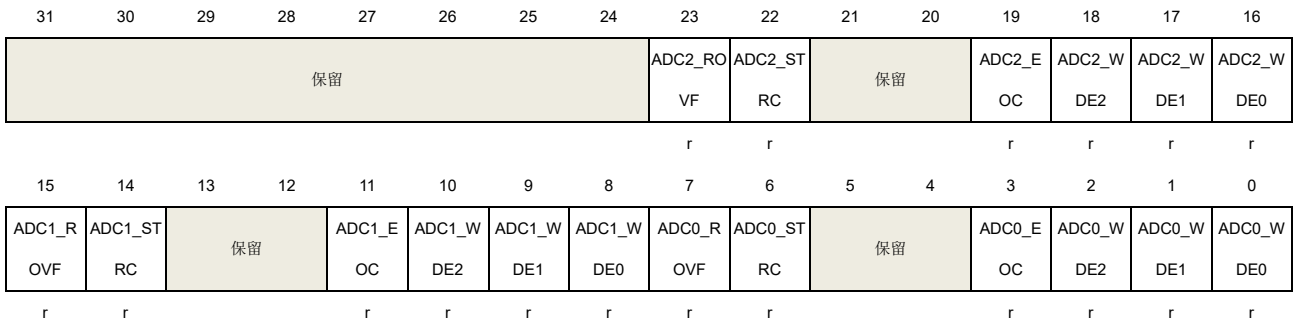 31 30 29 28 27 26 25 24 23 22 21 20 19 18 17 16
保留 ADC2_RO ADC2_ST 保留 ADC2_E ADC2_W ADC2_W ADC2_W
VF RC OC DE2 DE1 DE0
r r r r r r
15 14 13 12 11 10 9 8 7 6 5 4 3 2 1 0
ADC1_R ADC1_ST 保留 ADC1_E ADC1_W ADC1_W ADC1_W ADC0_R ADC0_ST 保留 ADC0_E ADC0_W ADC0_W ADC0_W
OVF RC OC DE2 DE1 DE0 OVF RC OC DE2 DE1 DE0
r r r r r r r r r r r r